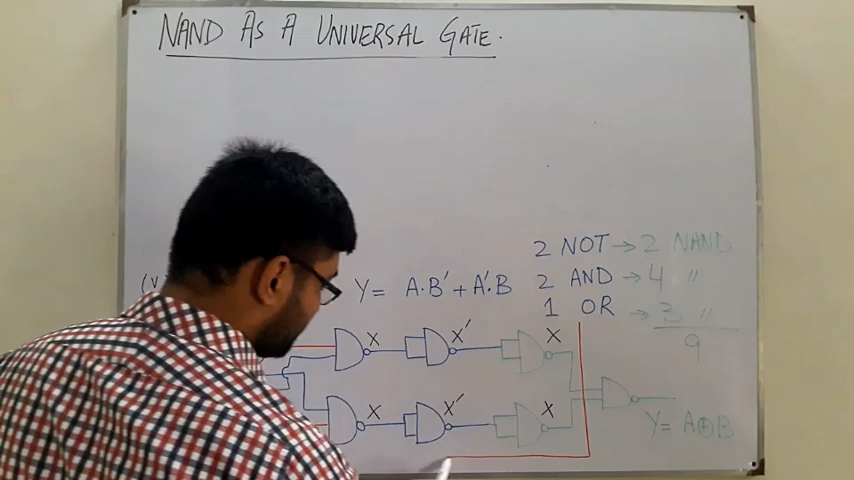 NAND AS A UNIVERSAL GATE.
(V)
Y = A·B' + A'·B
2 NOT → 2 NAND
2 AND → 4 "
1 OR → 3 "
9
X X' X
X X' X
Y = A⊕B